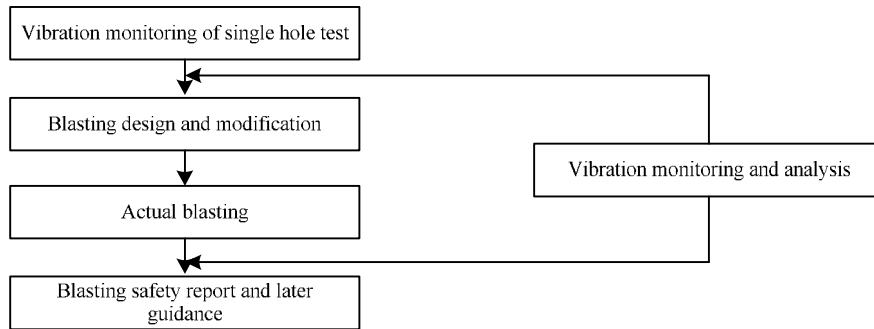 Vibration monitoring of single hole test
Blasting design and modification
Vibration monitoring and analysis
Actual blasting
Blasting safety report and later
guidance